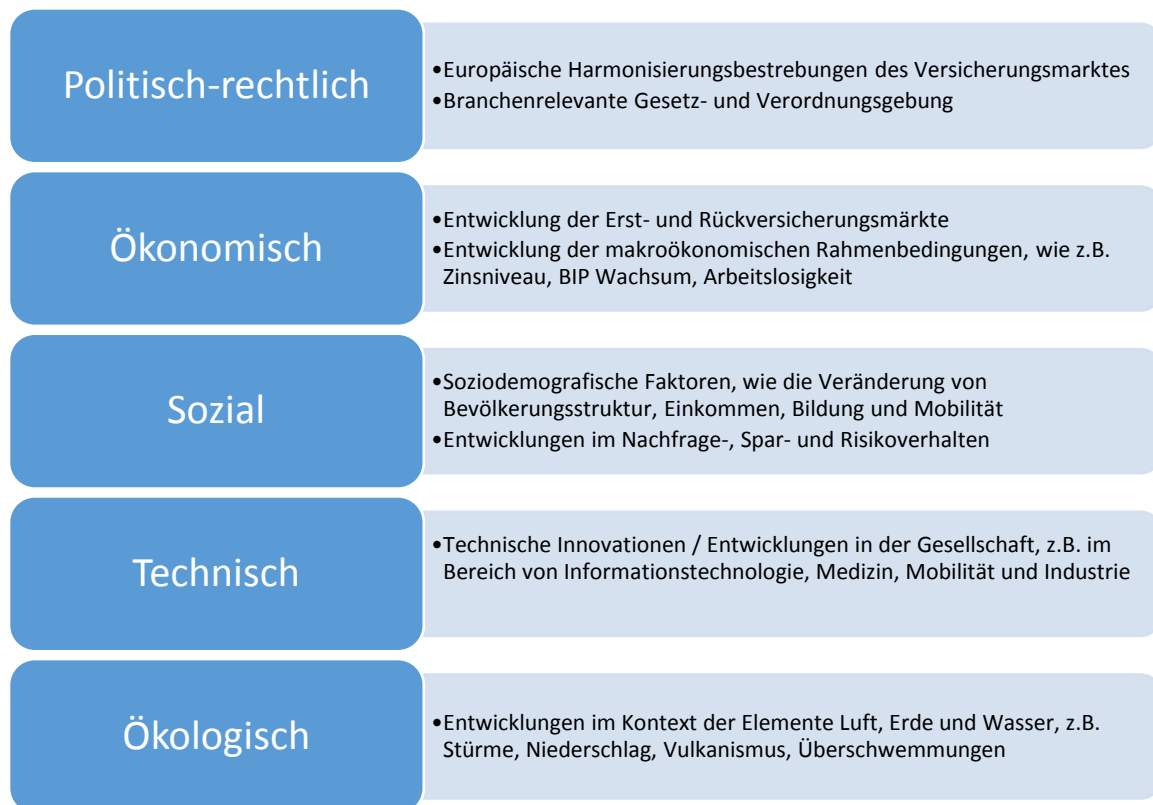 Politisch-rechtlich
•Europäische Harmonisierungsbestrebungen des Versicherungsmarktes
•Branchenrelevante Gesetz- und Verordnungsgebung
Ökonomisch
•Entwicklung der Erst- und Rückversicherungsmärkte
•Entwicklung der makroökonomischen Rahmenbedingungen, wie z.B.
Zinsniveau, BIP Wachsum, Arbeitslosigkeit
Sozial
•Soziodemografische Faktoren, wie die Veränderung von
Bevölkerungsstruktur, Einkommen, Bildung und Mobilität
•Entwicklungen im Nachfrage-, Spar- und Risikoverhalten
Technisch
•Technische Innovationen / Entwicklungen in der Gesellschaft, z.B. im
Bereich von Informationstechnologie, Medizin, Mobilität und Industrie
Ökologisch
•Entwicklungen im Kontext der Elemente Luft, Erde und Wasser, z.B.
Stürme, Niederschlag, Vulkanismus, Überschwemmungen